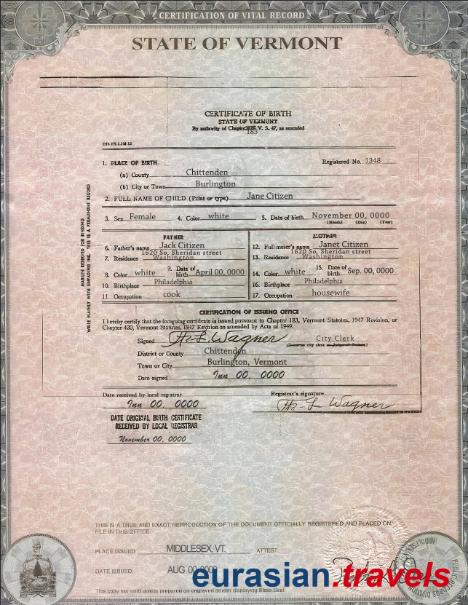 CERTIFICATION OF VITAL RECORD
STATE OF VERMONT
CERTIFICATE OF BIRTH
STATE OF VERMONT
By authority of Chapter V. S. 47, as amended
183
1. PLACE OF BIRTH Registered No. 1348
(a) County Chittenden
(b) City or Town Burlington
2. FULL NAME OF CHILD (Print or type) Jane Citizen
3. Sex Female 4. Color white 5. Date of birth November 00, 0000
(Month) (Day) (Year)
FATHER MOTHER
6. Father's name Jack Citizen 12. Full name Janet Citizen
1620 So, Sheridan street 1620 So, Sheridan street
7. Residence Washington 13. Residence Washington
8. Color white 9. Date of birth April 00, 0000 14. Color white 15. Date of birth Sep. 00, 0000
10. Birthplace Philadelphia 16. Birthplace Philadelphia
11. Occupation cook 17. Occupation housewife
CERTIFICATION OF ISSUING OFFICE
I hereby certify that the foregoing certificate is issued pursuant to Chapter 183, Vermont Statutes, 1947 Revision, or
Chapter 430, Vermont Statutes, 1947 Revision as amended by Acts of 1949.
Signed Wagner City Clerk
District or County Chittenden
Town or City Burlington, Vermont
Date signed Jan 00, 0000
Date received by local registrar Registrar's signature
Jan 00, 0000 Wagner
DATE ORIGINAL BIRTH CERTIFICATE
RECEIVED BY LOCAL REGISTRAR
November 00, 0000
THIS IS A TRUE AND EXACT REPRODUCTION OF THE DOCUMENT OFFICIALLY REGISTERED AND PLACED ON
FILE IN THIS OFFICE
PLACE ISSUED MIDDLESEX, VT. ATTEST
DATE ISSUED AUG 00 0000
eurasian.travels